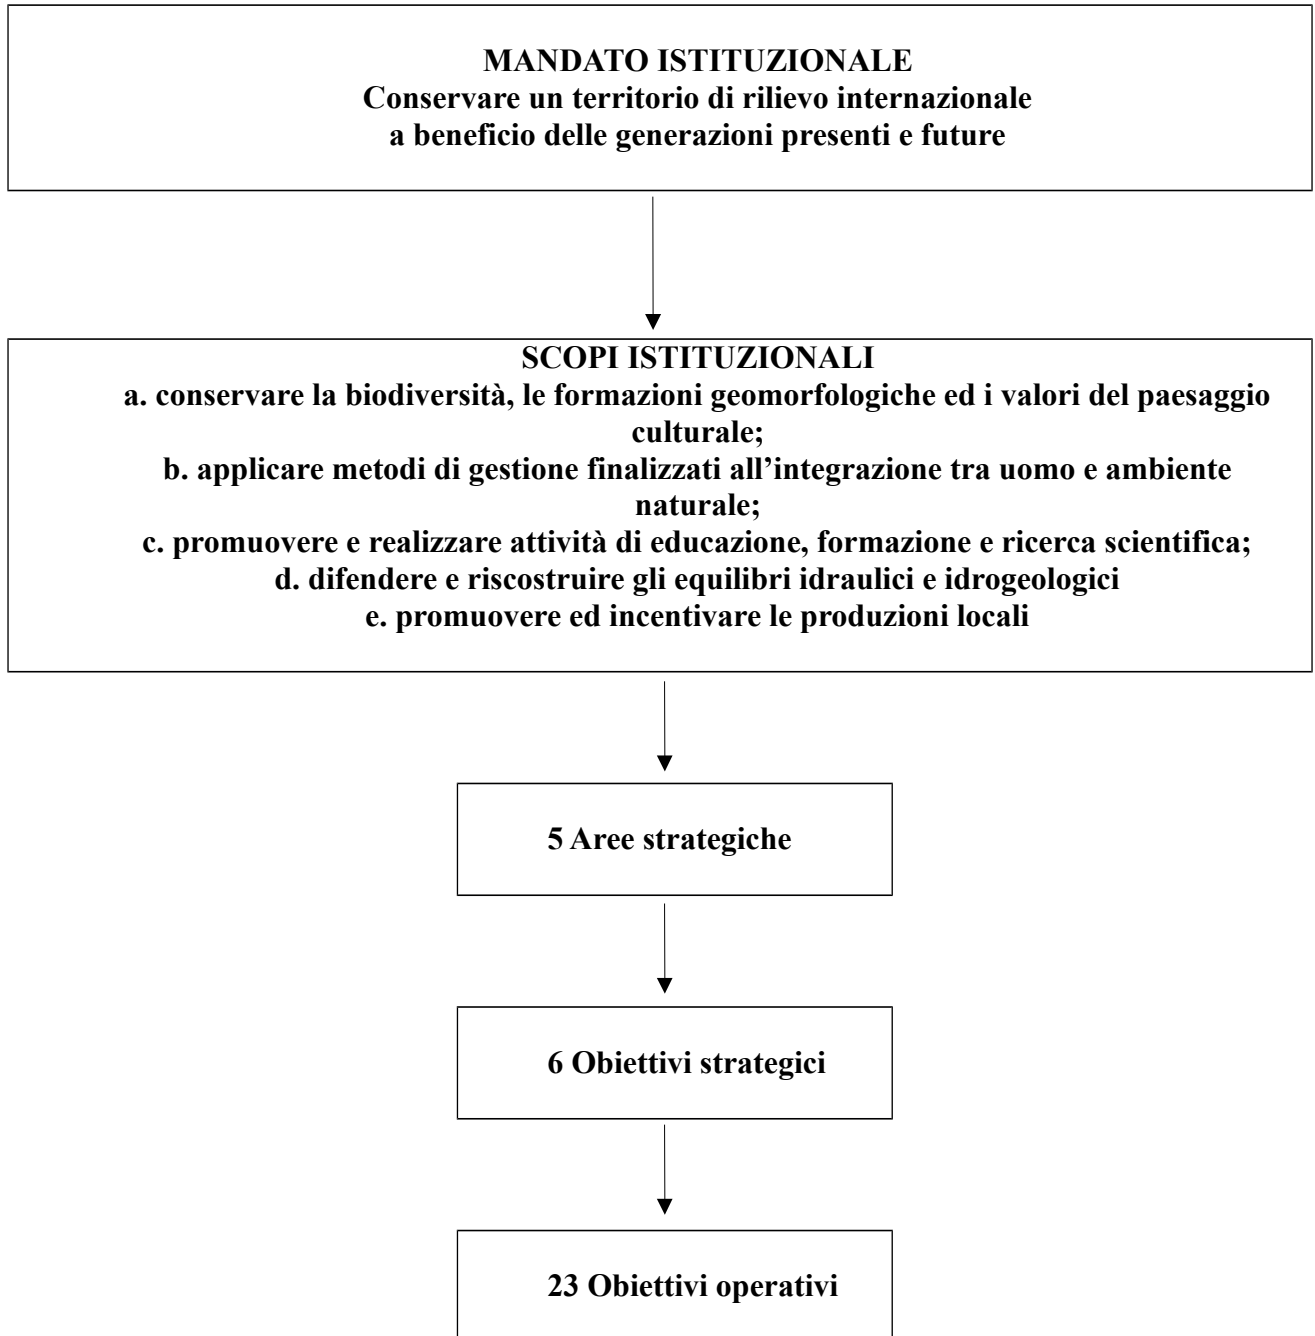 MANDATO ISTITUZIONALE
Conservare un territorio di rilievo internazionale
a beneficio delle generazioni presenti e future
SCOPI ISTITUZIONALI
a. conservare la biodiversità, le formazioni geomorfologiche ed i valori del paesaggio
culturale;
b. applicare metodi di gestione finalizzati all’integrazione tra uomo e ambiente
naturale;
c. promuovere e realizzare attività di educazione, formazione e ricerca scientifica;
d. difendere e riscostruire gli equilibri idraulici e idrogeologici
e. promuovere ed incentivare le produzioni locali
5 Aree strategiche
6 Obiettivi strategici
23 Obiettivi operativi